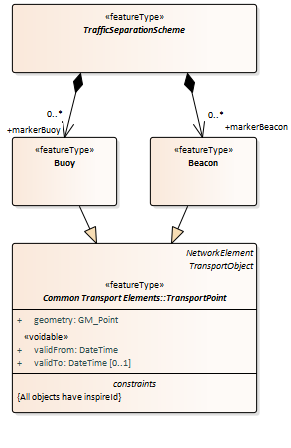 «featureType»
TrafficSeparationScheme
0..*
0..*
+markerBuoy
+markerBeacon
«featureType»
Buoy
«featureType»
Beacon
NetworkElement
TransportObject
«featureType»
Common Transport Elements::TransportPoint
+ geometry: GM_Point
«voidable»
+ validFrom: DateTime
+ validTo: DateTime [0..1]
constraints
{All objects have inspireId}